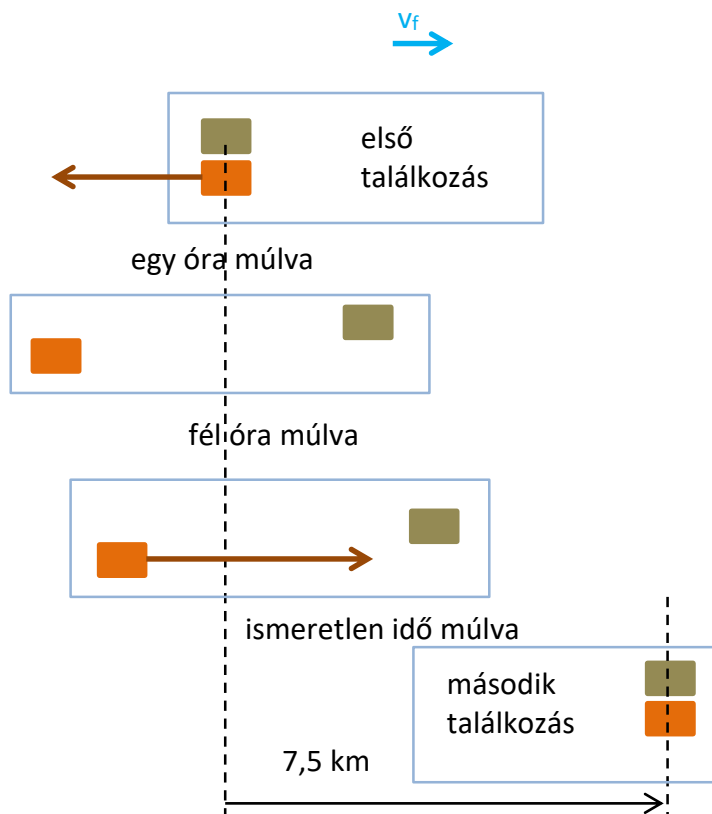 vf
első
találkozás
egy óra múlva
fél óra múlva
ismeretlen idő múlva
második
találkozás
7,5 km